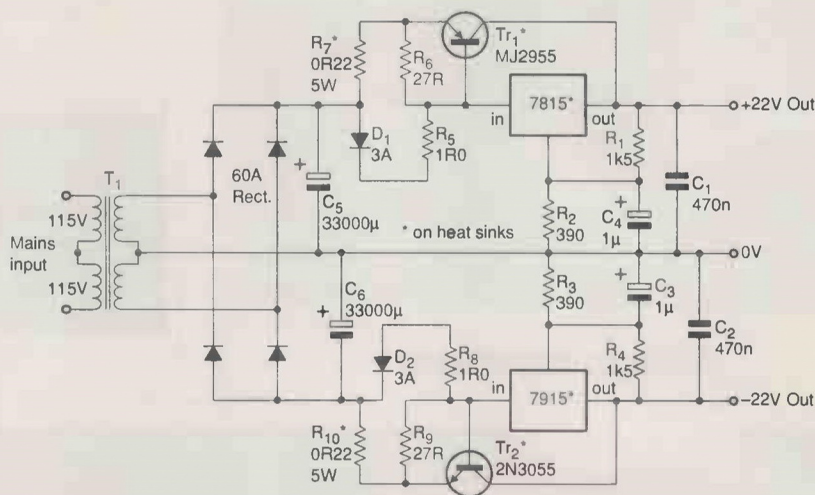 Tr1*
MJ2955
R7*
0R22
5W
R6
27R
7815*
in
out
+22V Out
D1
3A
R5
1R0
R1
1k5
T1
60A
Rect.
+
C5
33000µ
R2
390
+
C4
1µ
C1
470n
115V
Mains
input
115V
* on heat sinks
0V
C6
33000µ
+
R3
390
+
C3
1µ
C2
470n
D2
3A
R8
1R0
R4
1k5
in
7915*
out
−22V Out
R10*
0R22
5W
R9
27R
Tr2*
2N3055